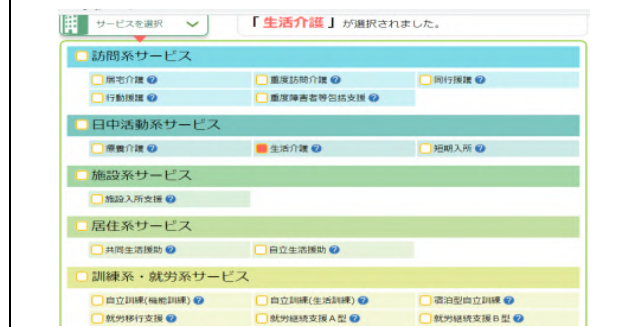 サービスを選択 「 生活介護 」が選択されました。
訪問系サービス
居宅介護 重度訪問介護 同行援護
行動援護 重度障害者等包括支援
日中活動系サービス
療養介護 生活介護 短期入所
施設系サービス
施設入所支援
居住系サービス
共同生活援助 自立生活援助
訓練系・就労系サービス
自立訓練(機能訓練) 自立訓練(生活訓練) 宿泊型自立訓練
就労移行支援 就労継続支援A型 就労継続支援B型